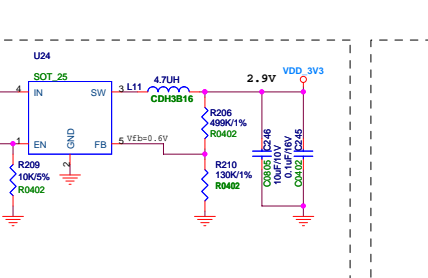 U24
SOT_25
4
IN
SW
3
L11
4.7UH
CDH3B16
2.9V
VDD_3V3
R206
499K/1%
R0402
1
EN
GND
FB
5
Vfb=0.6V
2
R209
10K/5%
R0402
R210
130K/1%
R0402
C246
10uF/10V
C0805
C245
0.1uF/16V
C0402